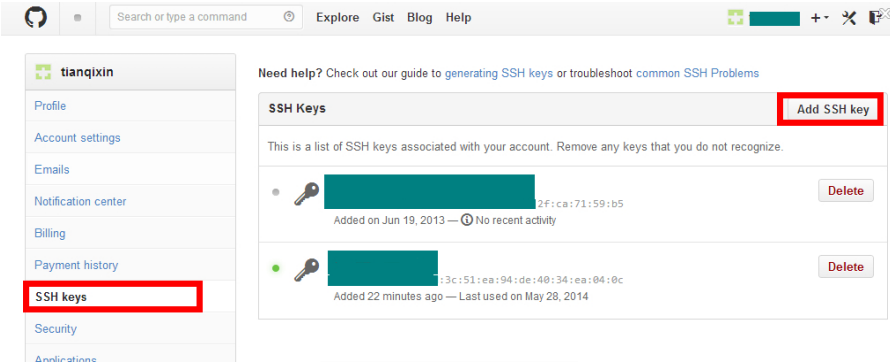 Search or type a command
Explore Gist Blog Help
tianqixin
Profile
Account settings
Emails
Notification center
Billing
Payment history
SSH keys
Security
Applications
Need help? Check out our guide to generating SSH keys or troubleshoot common SSH Problems
SSH Keys
Add SSH key
This is a list of SSH keys associated with your account. Remove any keys that you do not recognize.
2f:ca:71:59:b5
Delete
Added on Jun 19, 2013 — No recent activity
:3c:51:ea:94:de:40:34:ea:04:0c
Delete
Added 22 minutes ago — Last used on May 28, 2014